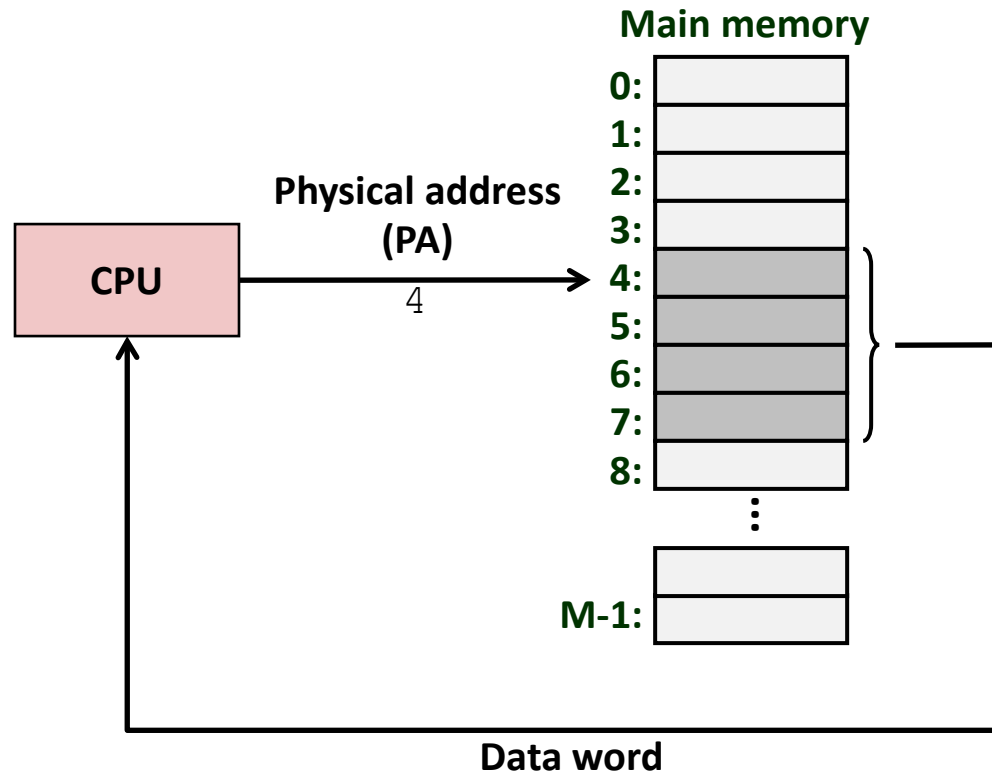 Main memory
0:
1:
2:
Physical address
(PA)
3:
CPU
4
4:
5:
6:
7:
8:
M-1:
Data word